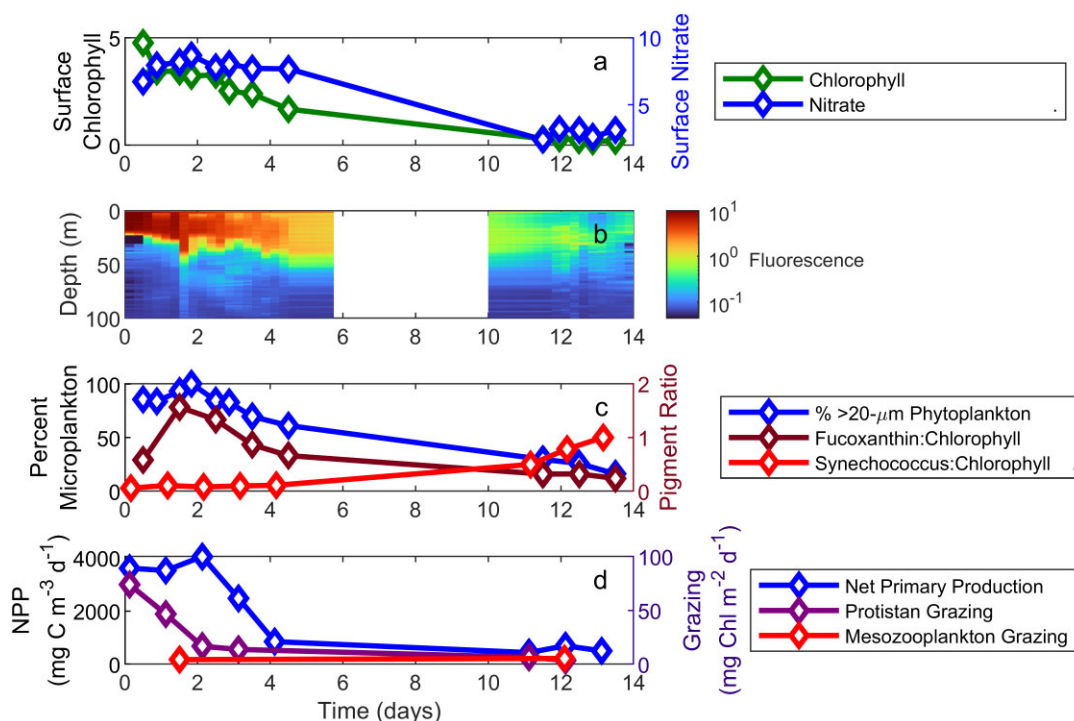 5
0
Surface
Chlorophyll
a
10
5
Surface Nitrate
0 2 4 6 8 10 12 14
Chlorophyll
Nitrate
.
0
50
100
Depth (m)
b
0 2 4 6 8 10 12 14
10^1
10^0
10^-1
Fluorescence
100
50
0
Percent
Microplankton
c
2
1
0
Pigment Ratio
0 2 4 6 8 10 12 14
% >20-μm Phytoplankton
Fucoxanthin:Chlorophyll
Synechococcus:Chlorophyll
.
4000
2000
0
NPP
(mg C m^-3 d^-1)
d
100
50
0
Grazing
(mg Chl m^-2 d^-1)
0 2 4 6 8 10 12 14
Time (days)
Net Primary Production
Protistan Grazing
Mesozooplankton Grazing